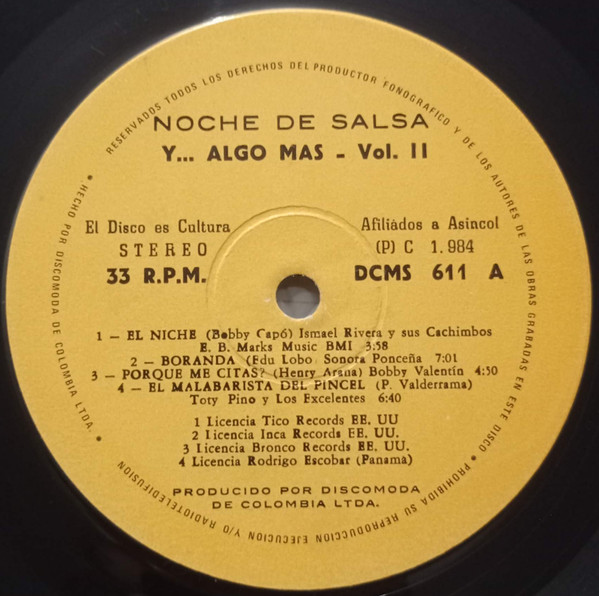 RESERVADOS TODOS LOS DERECHOS DEL PRODUCTOR FONOGRAFICO Y DE LOS AUTORES DE LAS OBRAS GRABADAS EN ESTE DISCO • PROHIBIDA SU REPRODUCCION EJECUCION Y/O RADIOTELEDIFUSION
• HECHO POR DISCOMODA DE COLOMBIA LTDA. •
NOCHE DE SALSA
Y... ALGO MAS - Vol. II
El Disco es Cultura
STEREO
33 R.P.M.
Afiliádos a Asincol
(P) C 1.984
DCMS 611 A
1 — EL NICHE (Bobby Capó) Ismael Rivera y sus Cachimbos
E. B. Marks Music BMI 3:58
2 — BORANDA (Edu Lobo Sonora Ponceña 7:01
3 — PORQUE ME CITAS? (Henry Arana) Bobby Valentín 4:50
4 — EL MALABARISTA DEL PINCEL (P. Valderrama)
Toty Pino y Los Excelentes 6:40
1 Licencia Tico Records EE. UU
2 Licencia Inca Records EE. UU.
3 Licencia Bronco Records EE. UU.
4 Licencia Rodrigo Escobar (Panama)
PRODUCIDO POR DISCOMODA
DE COLOMBIA LTDA.